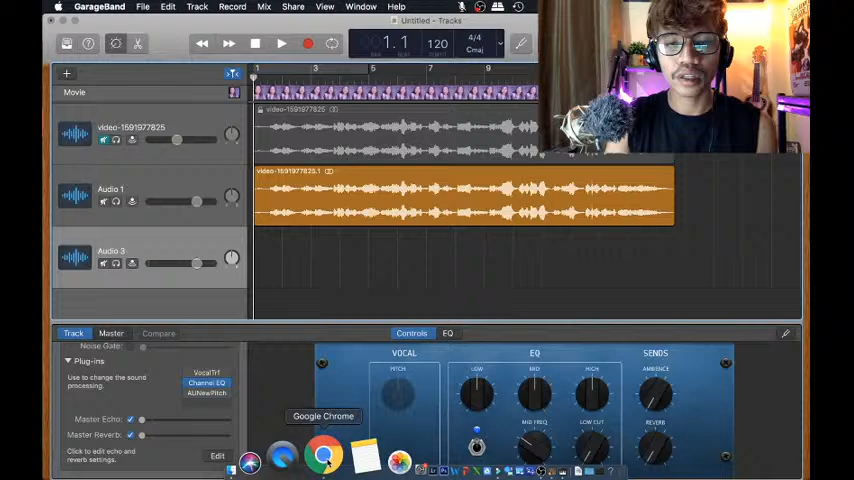 GarageBand File Edit Track Record Mix Share View Window Help
Untitled - Tracks
1.1 120 4/4
Cmaj
1 3 5 7 9
Movie
video-1591977825
video-1591977825
video-1591977825.1
Audio 1
Audio 3
Track Master Compare Controls EQ
Noise Gate:
Plug-ins
Use to change the sound
processing.
VocalTrf
Channel EQ
AUNewPitch
Master Echo:
Master Reverb:
Click to edit echo and
reverb settings.
Edit
VOCAL EQ SENDS
PITCH LOW MID HIGH AMBIENCE
MID FREQ LOW CUT REVERB
Google Chrome